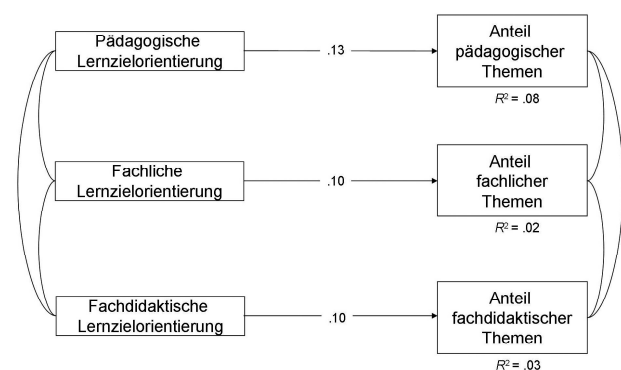 Pädagogische
Lernzielorientierung
.13
Anteil
pädagogischer
Themen
R² = .08
Fachliche
Lernzielorientierung
.10
Anteil
fachlicher
Themen
R² = .02
Fachdidaktische
Lernzielorientierung
.10
Anteil
fachdidaktischer
Themen
R² = .03